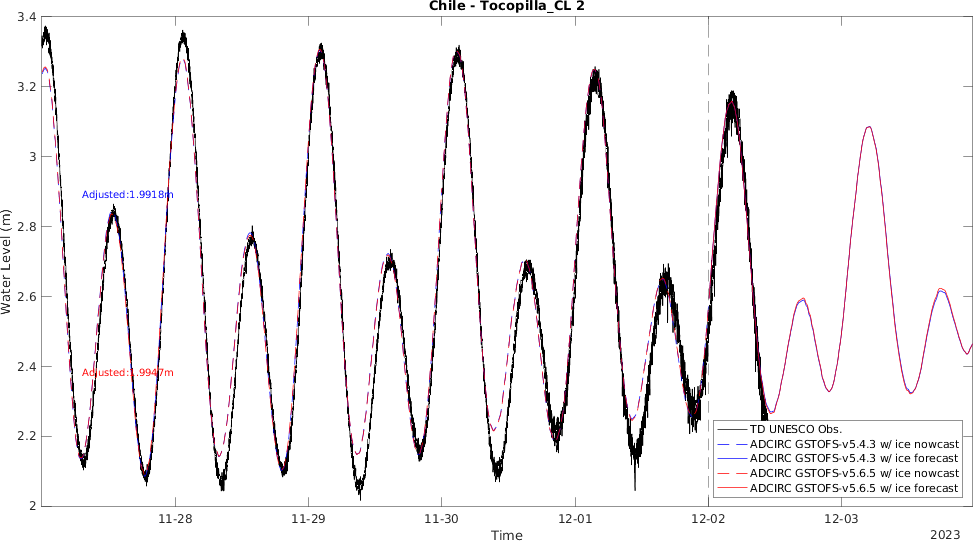 Chile - Tocopilla_CL 2
3.4
3.2
3
2.8
2.6
2.4
2.2
2
Water Level (m)
Adjusted:1.9918m
Adjusted:1.9947m
11-28
11-29
11-30
12-01
12-02
12-03
Time
2023
TD UNESCO Obs.
ADCIRC GSTOFS-v5.4.3 w/ ice nowcast
ADCIRC GSTOFS-v5.4.3 w/ ice forecast
ADCIRC GSTOFS-v5.6.5 w/ ice nowcast
ADCIRC GSTOFS-v5.6.5 w/ ice forecast